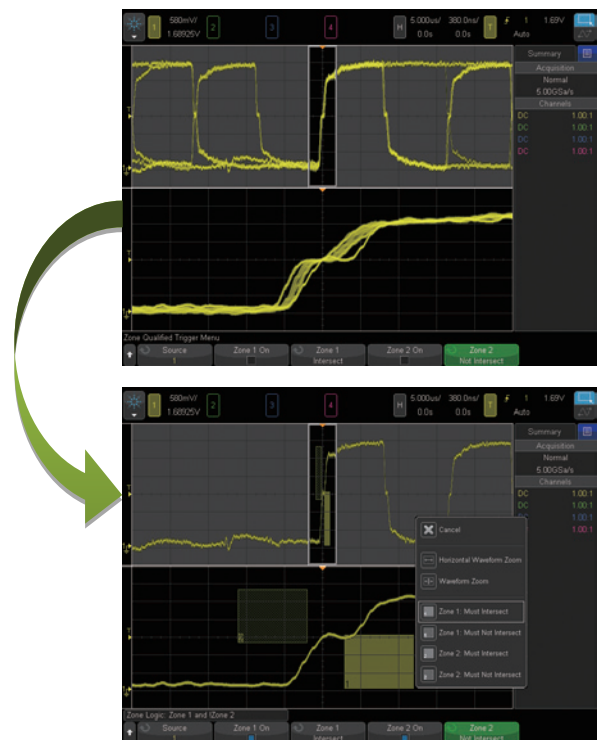 1 580mV/ 1.68925V 2 3 4 H 5.000us/ 0.0s 380.0ns/ 0.0s T Auto 1 1.69V
Summary
Acquisition
Normal
5.00GSa/s
Channels
DC 1.00:1
DC 1.00:1
DC 1.00:1
DC 1.00:1
Zone Qualified Trigger Menu
Source 1
Zone 1 On
Zone 1 Intersect
Zone 2 On
Zone 2 Not Intersect
1 580mV/ 1.68925V 2 3 4 H 5.000us/ 0.0s 380.0ns/ 0.0s T Auto 1 1.69V
Summary
Acquisition
Normal
5.00GSa/s
Channels
DC 1.00:1
DC 1.00:1
DC 1.00:1
DC 1.00:1
Cancel
Horizontal Waveform Zoom
Waveform Zoom
Zone 1: Must Intersect
Zone 1: Must Not Intersect
Zone 2: Must Intersect
Zone 2: Must Not Intersect
1
Zone Logic: Zone 1 and !Zone 2
Source 1
Zone 1 On
Zone 1 Intersect
Zone 2 On
Zone 2 Not Intersect